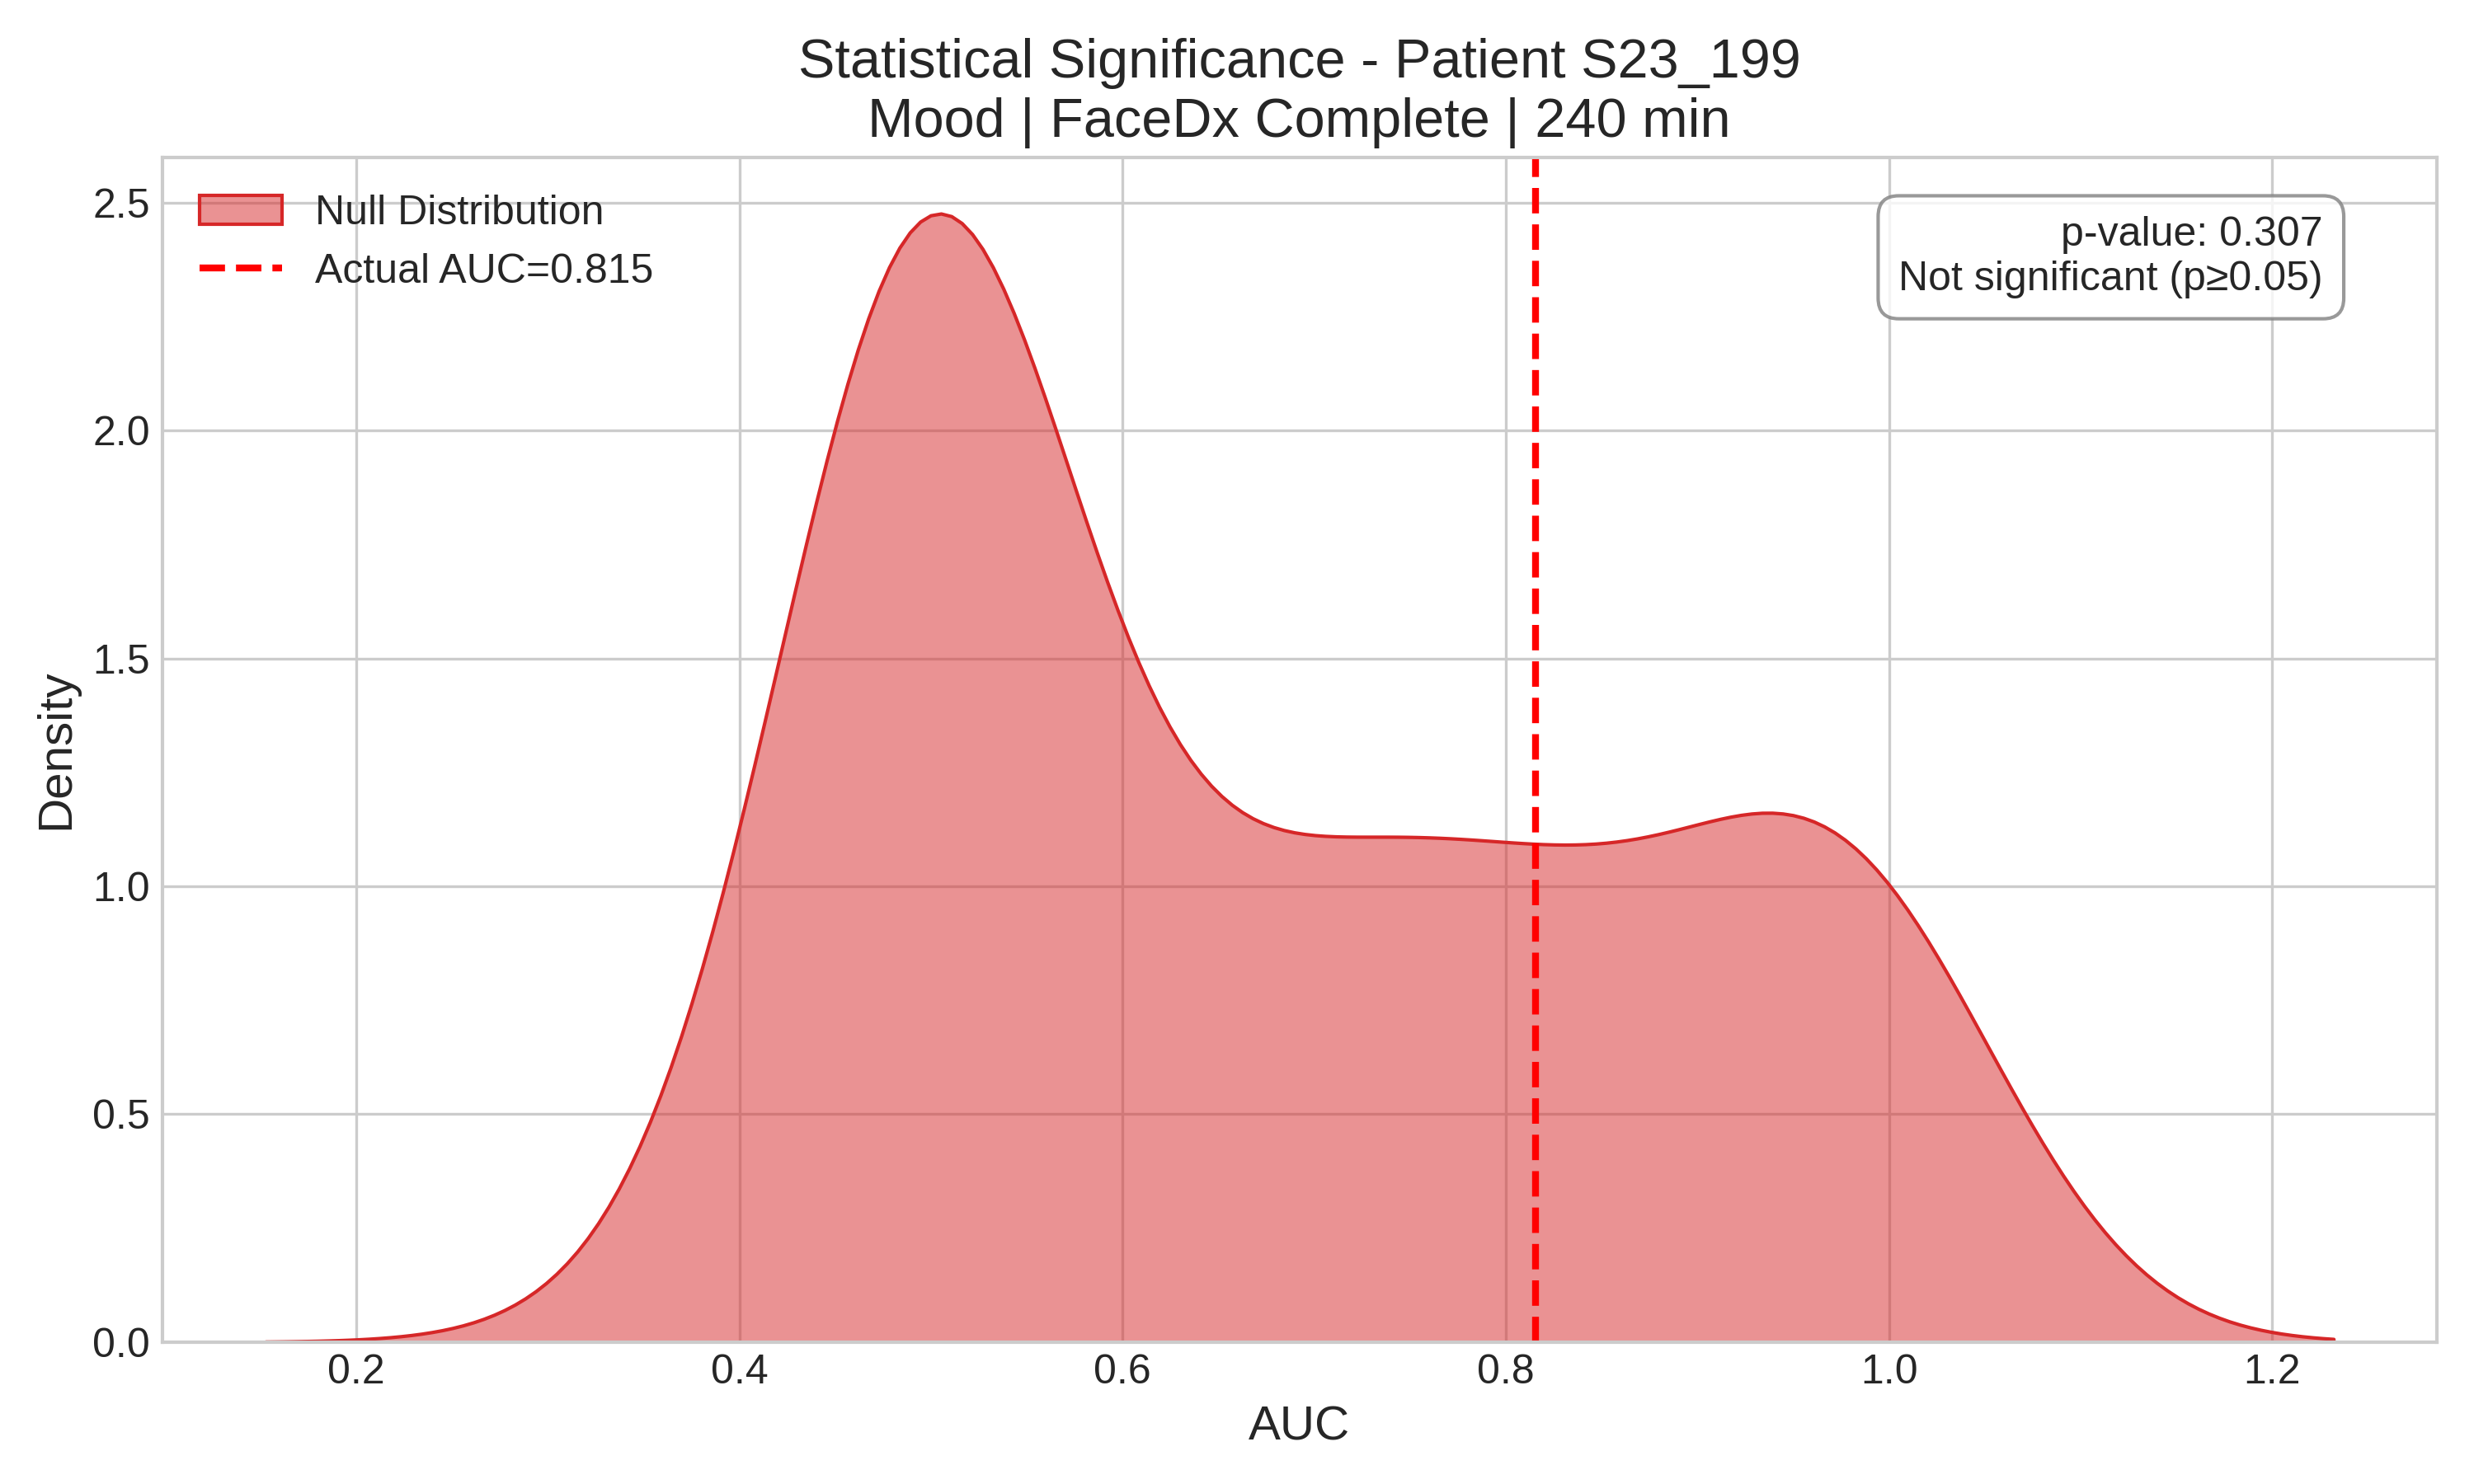 Statistical Significance - Patient S23_199
Mood | FaceDx Complete | 240 min
Null Distribution
Actual AUC=0.815
p-value: 0.307
Not significant (p≥0.05)
Density
2.5
2.0
1.5
1.0
0.5
0.0
0.2
0.4
0.6
0.8
1.0
1.2
AUC